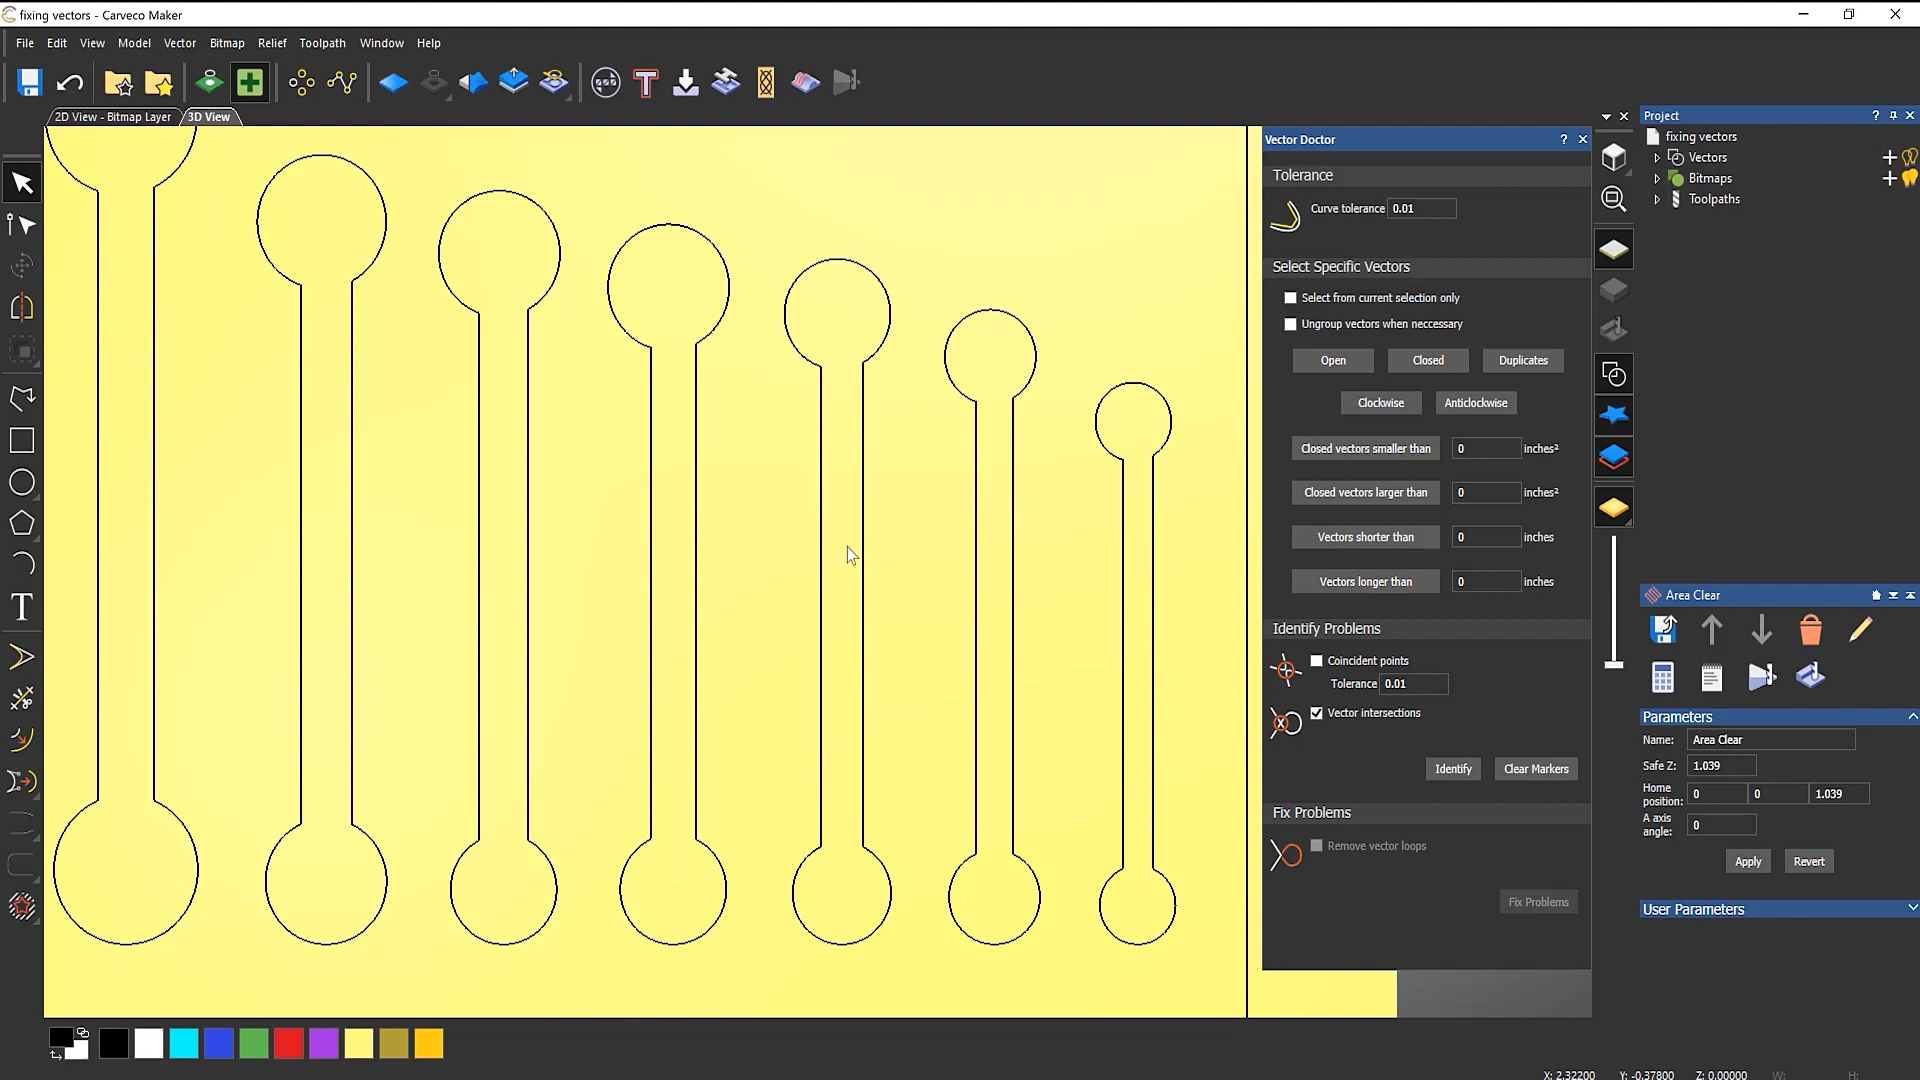 fixing vectors - Carveco Maker
File Edit View Model Vector Bitmap Relief Toolpath Window Help
2D View - Bitmap Layer 3D View
Vector Doctor ? ×
Tolerance
Curve tolerance 0.01
Select Specific Vectors
Select from current selection only
Ungroup vectors when neccessary
Open Closed Duplicates
Clockwise Anticlockwise
Closed vectors smaller than 0 inches²
Closed vectors larger than 0 inches²
Vectors shorter than 0 inches
Vectors longer than 0 inches
Identify Problems
Coincident points
Tolerance 0.01
Vector intersections
Identify Clear Markers
Fix Problems
Remove vector loops
Fix Problems
Project ?
fixing vectors
Vectors
Bitmaps
Toolpaths
Area Clear
Parameters
Name: Area Clear
Safe Z: 1.039
Home position: 0 0 1.039
A axis angle: 0
Apply Revert
User Parameters
X: 2.32200 Y: -0.37800 Z: 0.00000 W: H: